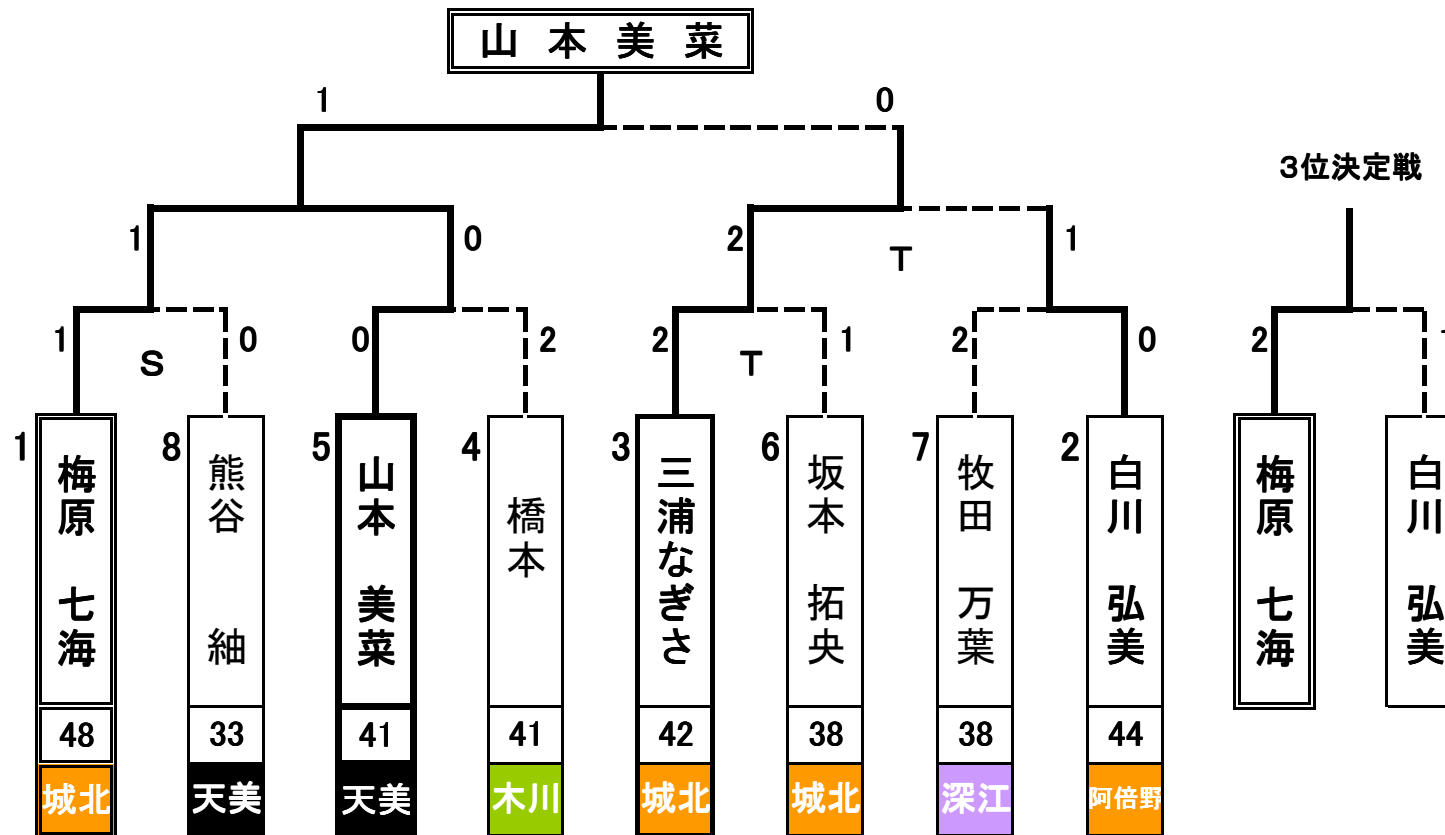 山本美菜
1 0
3位決定戦
1 0 2 T 1
1 S 0 0 2 2 T 1 2 0 2
1 梅原 七海 48 城北
8 熊谷 紬 33 天美
5 山本 美菜 41 天美
4 橋本 41 木川
3 三浦なぎさ 42 城北
6 坂本 拓央 38 城北
7 牧田 万葉 38 深江
2 白川 弘美 44 阿倍野
梅原 七海
白川 弘美